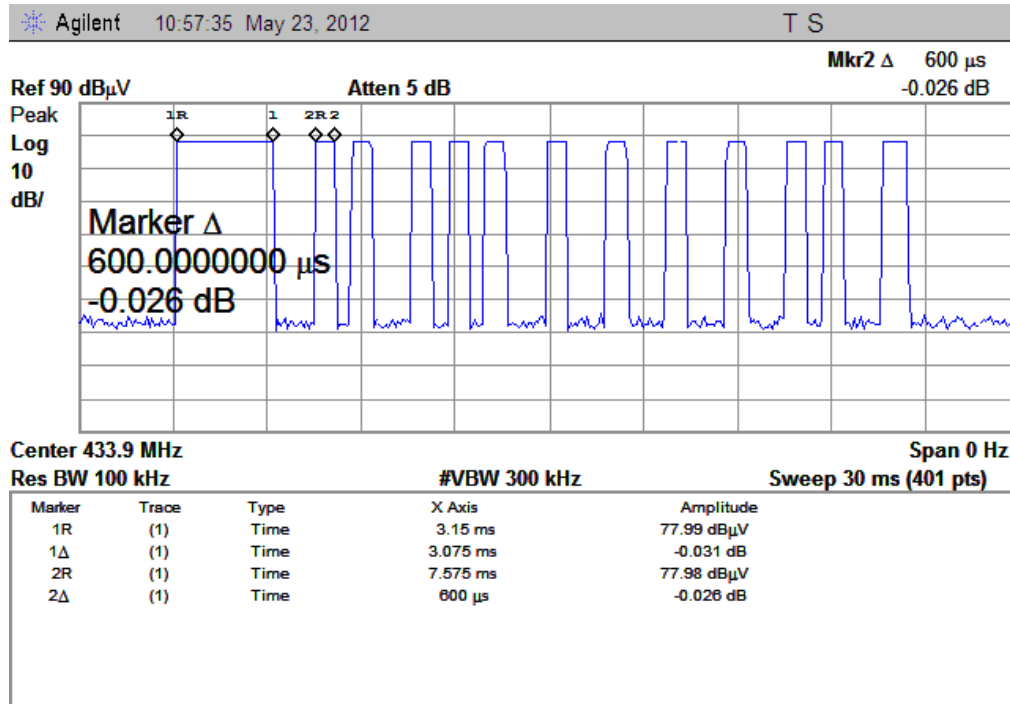 Agilent 10:57:35 May 23, 2012 T S
Mkr2 Δ 600 μs
Ref 90 dBμV Atten 5 dB -0.026 dB
Peak
Log
10
dB/
1R 1 2R 2
Marker Δ
600.0000000 μs
-0.026 dB
Center 433.9 MHz Span 0 Hz
Res BW 100 kHz #VBW 300 kHz Sweep 30 ms (401 pts)
Marker Trace Type X Axis Amplitude
1R (1) Time 3.15 ms 77.99 dBμV
1Δ (1) Time 3.075 ms -0.031 dB
2R (1) Time 7.575 ms 77.98 dBμV
2Δ (1) Time 600 μs -0.026 dB